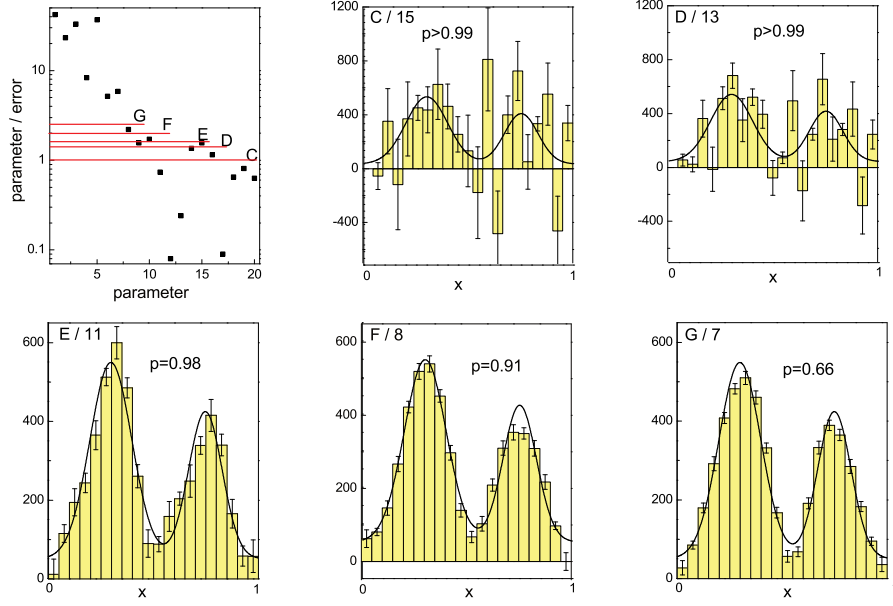 parameter / error
10
1
0.1
5
10
15
20
parameter
G
F
E
D
C
C / 15
p>0.99
1200
800
400
0
-400
0
1
x
D / 13
p>0.99
1200
800
400
0
-400
0
1
x
E / 11
p=0.98
600
400
200
0
0
1
x
F / 8
p=0.91
600
400
200
0
0
1
x
G / 7
p=0.66
600
400
200
0
0
1
x